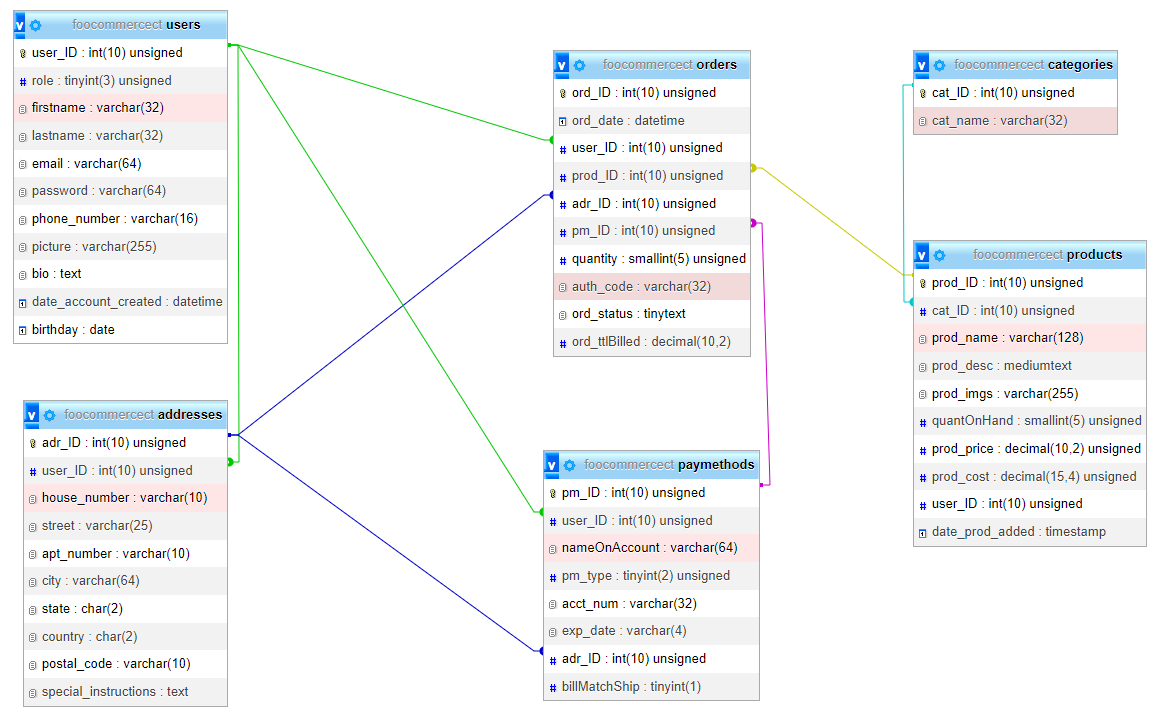 foocommercect users
user_ID : int(10) unsigned
role : tinyint(3) unsigned
firstname : varchar(32)
lastname : varchar(32)
email : varchar(64)
password : varchar(64)
phone_number : varchar(16)
picture : varchar(255)
bio : text
date_account_created : datetime
birthday : date
foocommercect addresses
adr_ID : int(10) unsigned
user_ID : int(10) unsigned
house_number : varchar(10)
street : varchar(25)
apt_number : varchar(10)
city : varchar(64)
state : char(2)
country : char(2)
postal_code : varchar(10)
special_instructions : text
foocommercect orders
ord_ID : int(10) unsigned
ord_date : datetime
user_ID : int(10) unsigned
prod_ID : int(10) unsigned
adr_ID : int(10) unsigned
pm_ID : int(10) unsigned
quantity : smallint(5) unsigned
auth_code : varchar(32)
ord_status : tinytext
ord_ttlBilled : decimal(10,2)
foocommercect paymethods
pm_ID : int(10) unsigned
user_ID : int(10) unsigned
nameOnAccount : varchar(64)
pm_type : tinyint(2) unsigned
acct_num : varchar(32)
exp_date : varchar(4)
adr_ID : int(10) unsigned
billMatchShip : tinyint(1)
foocommercect categories
cat_ID : int(10) unsigned
cat_name : varchar(32)
foocommercect products
prod_ID : int(10) unsigned
cat_ID : int(10) unsigned
prod_name : varchar(128)
prod_desc : mediumtext
prod_imgs : varchar(255)
quantOnHand : smallint(5) unsigned
prod_price : decimal(10,2) unsigned
prod_cost : decimal(15,4) unsigned
user_ID : int(10) unsigned
date_prod_added : timestamp